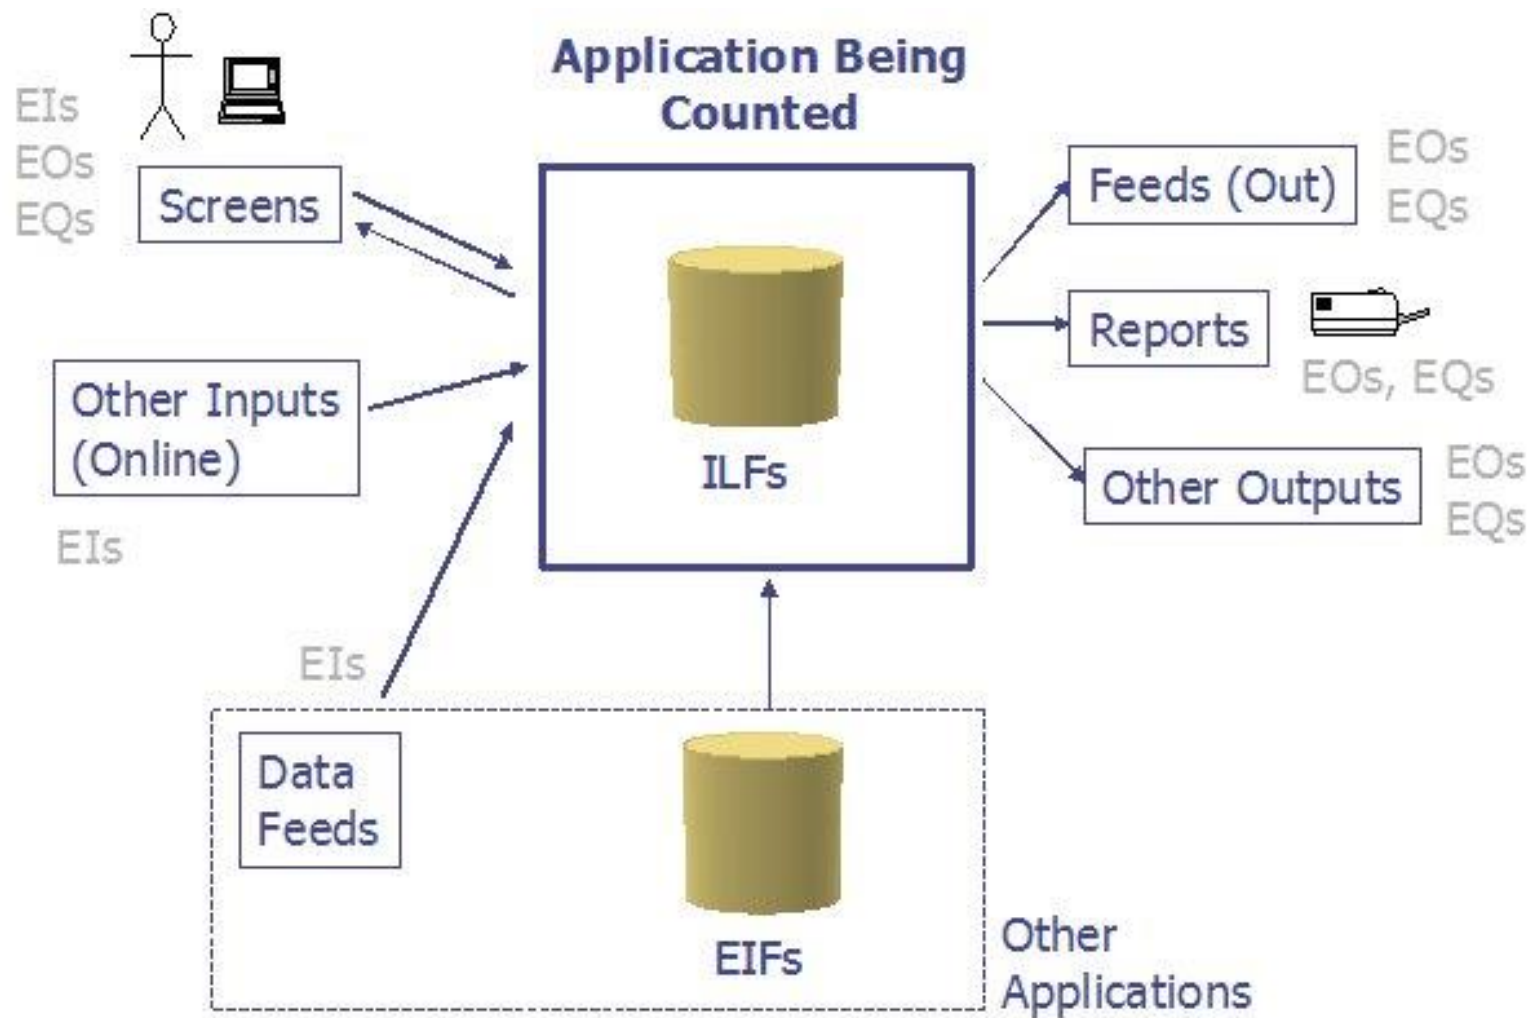 Application Being
Counted
EIs
EOs
EQs
Screens
Other Inputs
(Online)
EIs
ILFs
Feeds (Out)
EOs
EQs
Reports
EOs, EQs
Other Outputs
EOs
EQs
EIs
Data
Feeds
EIFs
Other
Applications